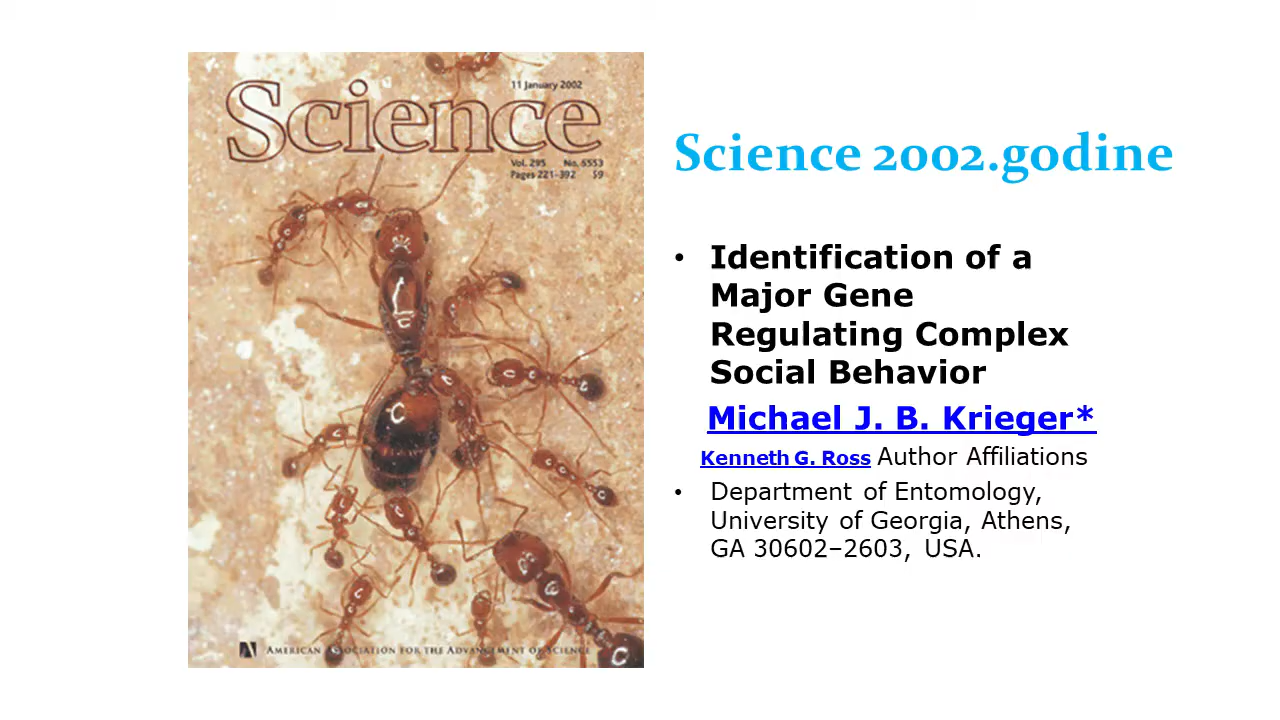 11 January 2002
Science
Vol. 295 No. 5553
Pages 221–392 $9
AMERICAN ASSOCIATION FOR THE ADVANCEMENT OF SCIENCE
Science 2002.godine
• Identification of a
Major Gene
Regulating Complex
Social Behavior
Michael J. B. Krieger*
Kenneth G. Ross Author Affiliations
• Department of Entomology,
University of Georgia, Athens,
GA 30602–2603, USA.